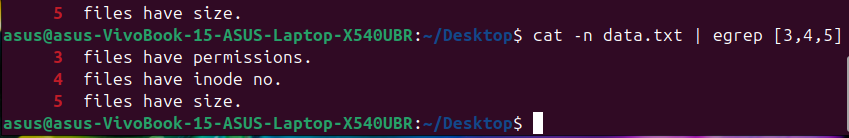 5 files have size.
asus@asus-VivoBook-15-ASUS-Laptop-X540UBR:~/Desktop$ cat -n data.txt | egrep [3,4,5]
3 files have permissions.
4 files have inode no.
5 files have size.
asus@asus-VivoBook-15-ASUS-Laptop-X540UBR:~/Desktop$